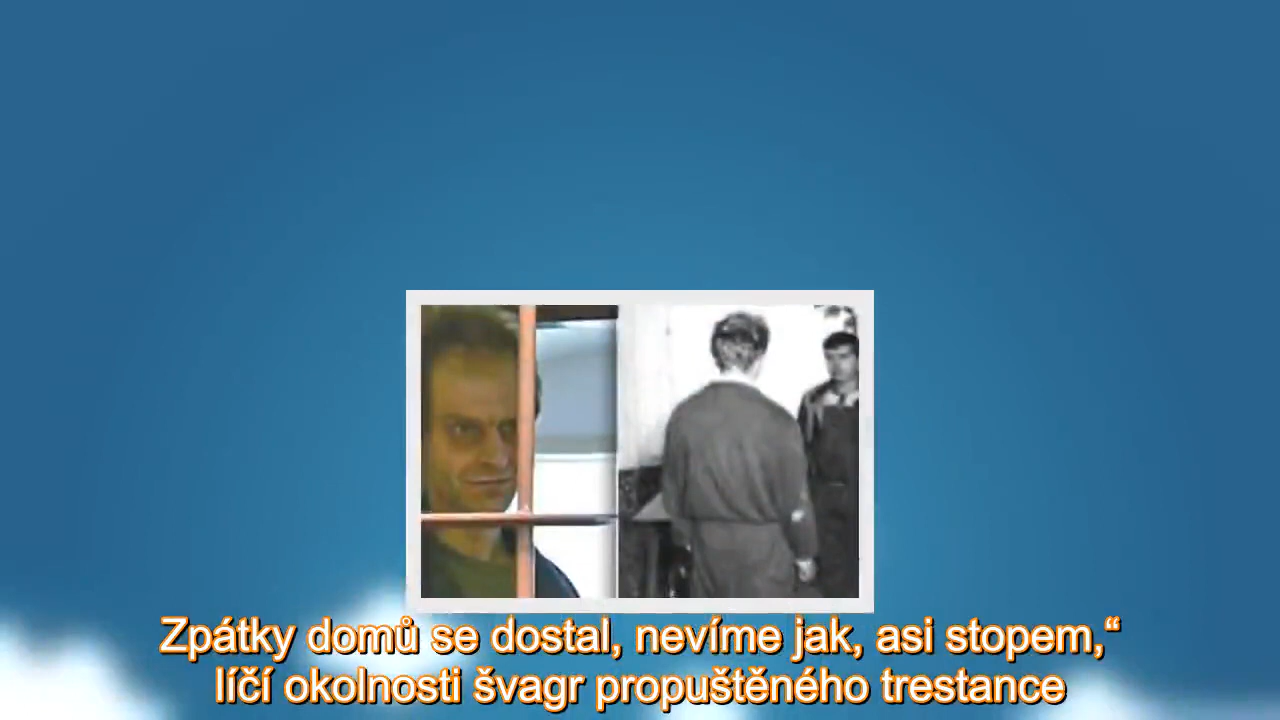 Zpátky domů se dostal, nevíme jak, asi stopem,“
líčí okolnosti švagr propuštěného trestance